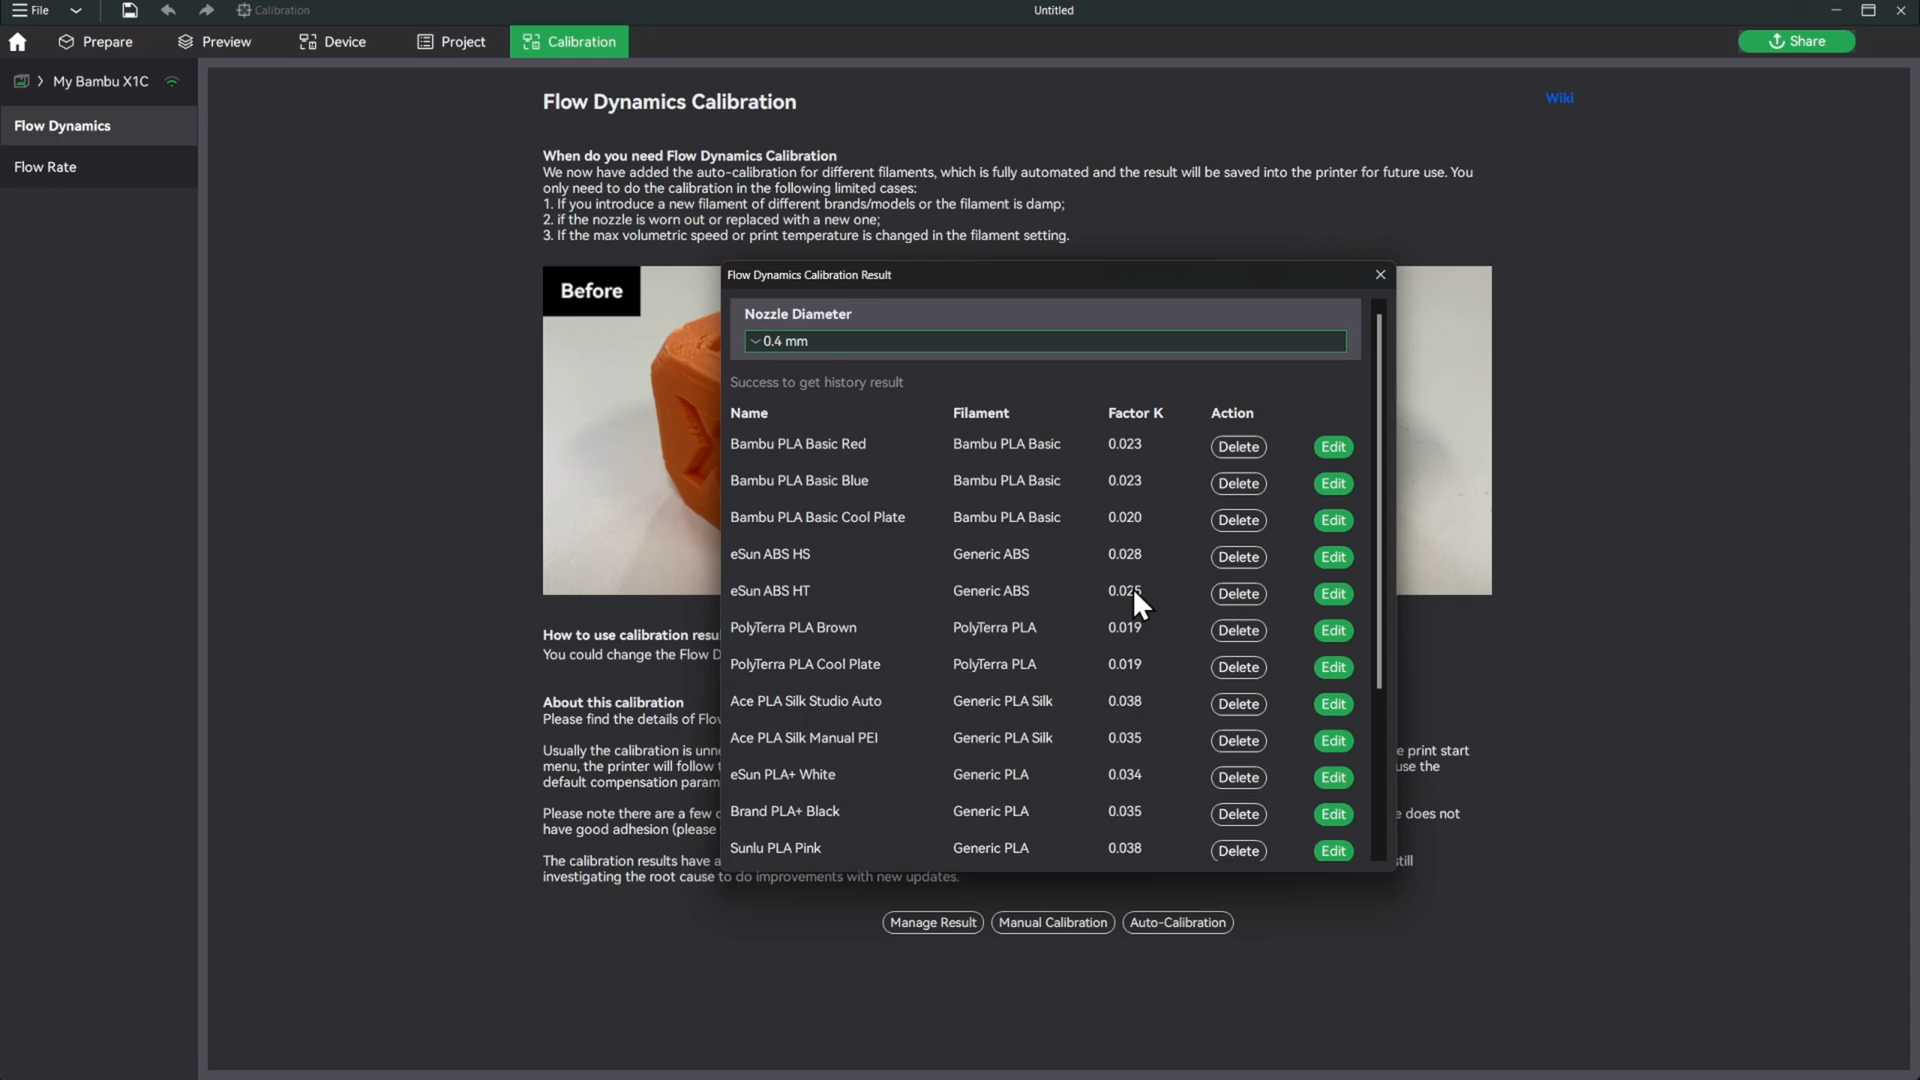 File Calibration Untitled
Prepare Preview Device Project Calibration Share
My Bambu X1C
Flow Dynamics
Flow Rate
Flow Dynamics Calibration Wiki
When do you need Flow Dynamics Calibration
We now have added the auto-calibration for different filaments, which is fully automated and the result will be saved into the printer for future use. You
only need to do the calibration in the following limited cases:
1. If you introduce a new filament of different brands/models or the filament is damp;
2. if the nozzle is worn out or replaced with a new one;
3. If the max volumetric speed or print temperature is changed in the filament setting.
Before
Flow Dynamics Calibration Result
Nozzle Diameter
0.4 mm
Success to get history result
Name Filament Factor K Action
Bambu PLA Basic Red Bambu PLA Basic 0.023 Delete Edit
Bambu PLA Basic Blue Bambu PLA Basic 0.023 Delete Edit
Bambu PLA Basic Cool Plate Bambu PLA Basic 0.020 Delete Edit
eSun ABS HS Generic ABS 0.028 Delete Edit
eSun ABS HT Generic ABS 0.025 Delete Edit
PolyTerra PLA Brown PolyTerra PLA 0.019 Delete Edit
PolyTerra PLA Cool Plate PolyTerra PLA 0.019 Delete Edit
Ace PLA Silk Studio Auto Generic PLA Silk 0.038 Delete Edit
Ace PLA Silk Manual PEI Generic PLA Silk 0.035 Delete Edit
eSun PLA+ White Generic PLA 0.034 Delete Edit
Brand PLA+ Black Generic PLA 0.035 Delete Edit
Sunlu PLA Pink Generic PLA 0.038 Delete Edit
How to use calibration resu
You could change the Flow D
About this calibration
Please find the details of Flo
Usually the calibration is unn e print start
menu, the printer will follow use the
default compensation param
Please note there are a few e does not
have good adhesion (please
The calibration results have a still
investigating the root cause to do improvements with new updates.
Manage Result Manual Calibration Auto-Calibration